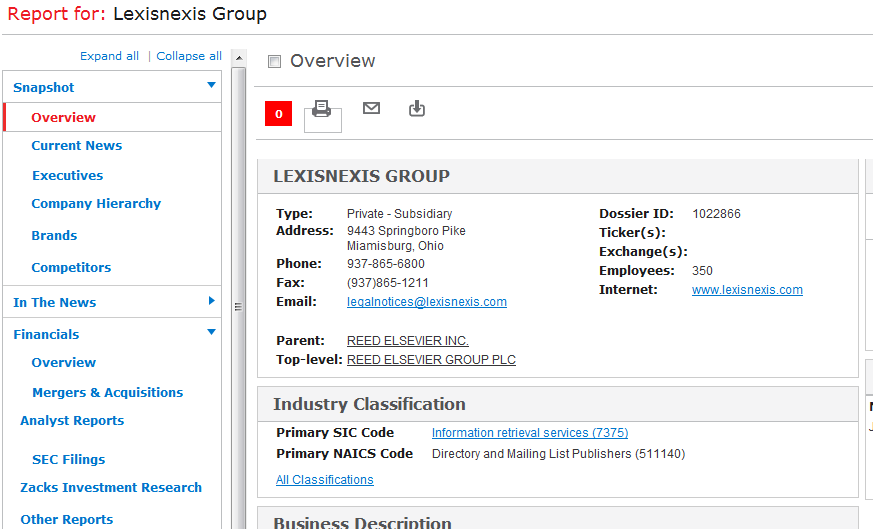 Report for: Lexisnexis Group
Expand all | Collapse all
Snapshot
Overview
Current News
Executives
Company Hierarchy
Brands
Competitors
In The News
Financials
Overview
Mergers & Acquisitions
Analyst Reports
SEC Filings
Zacks Investment Research
Other Reports
Overview
0
LEXISNEXIS GROUP
Type: Private - Subsidiary
Address: 9443 Springboro Pike
Miamisburg, Ohio
Phone: 937-865-6800
Fax: (937)865-1211
Email: legalnotices@lexisnexis.com
Parent: REED ELSEVIER INC.
Top-level: REED ELSEVIER GROUP PLC
Dossier ID: 1022866
Ticker(s):
Exchange(s):
Employees: 350
Internet: www.lexisnexis.com
Industry Classification
Primary SIC Code Information retrieval services (7375)
Primary NAICS Code Directory and Mailing List Publishers (511140)
All Classifications
Business Description